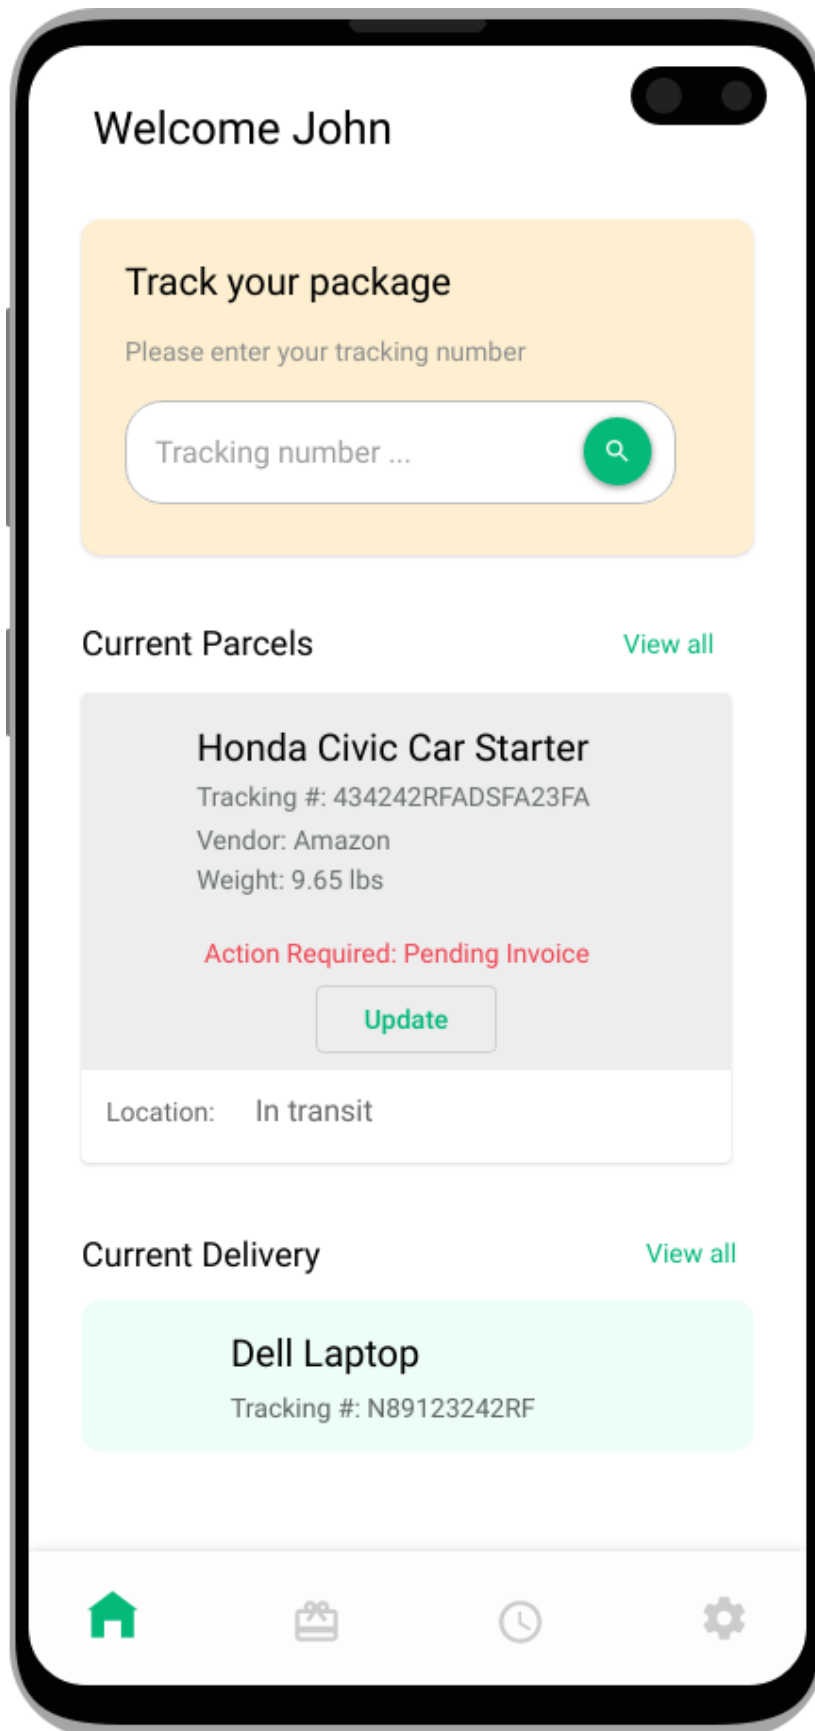 Welcome John
Track your package
Please enter your tracking number
Tracking number ...
Current Parcels View all
Honda Civic Car Starter
Tracking #: 434242RFADSFA23FA
Vendor: Amazon
Weight: 9.65 lbs
Action Required: Pending Invoice
Update
Location: In transit
Current Delivery View all
Dell Laptop
Tracking #: N89123242RF